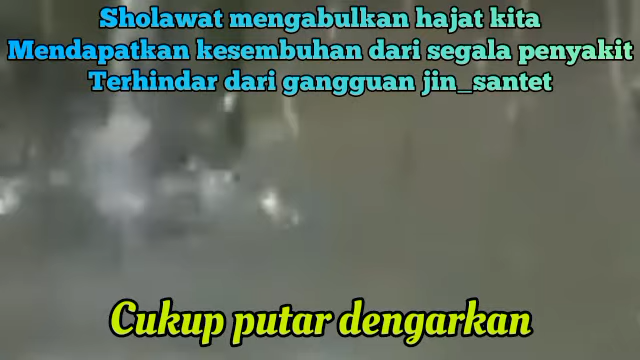 Sholawat mengabulkan hajat kita
Mendapatkan kesembuhan dari segala penyakit
Terhindar dari gangguan jin_santet
Cukup putar dengarkan